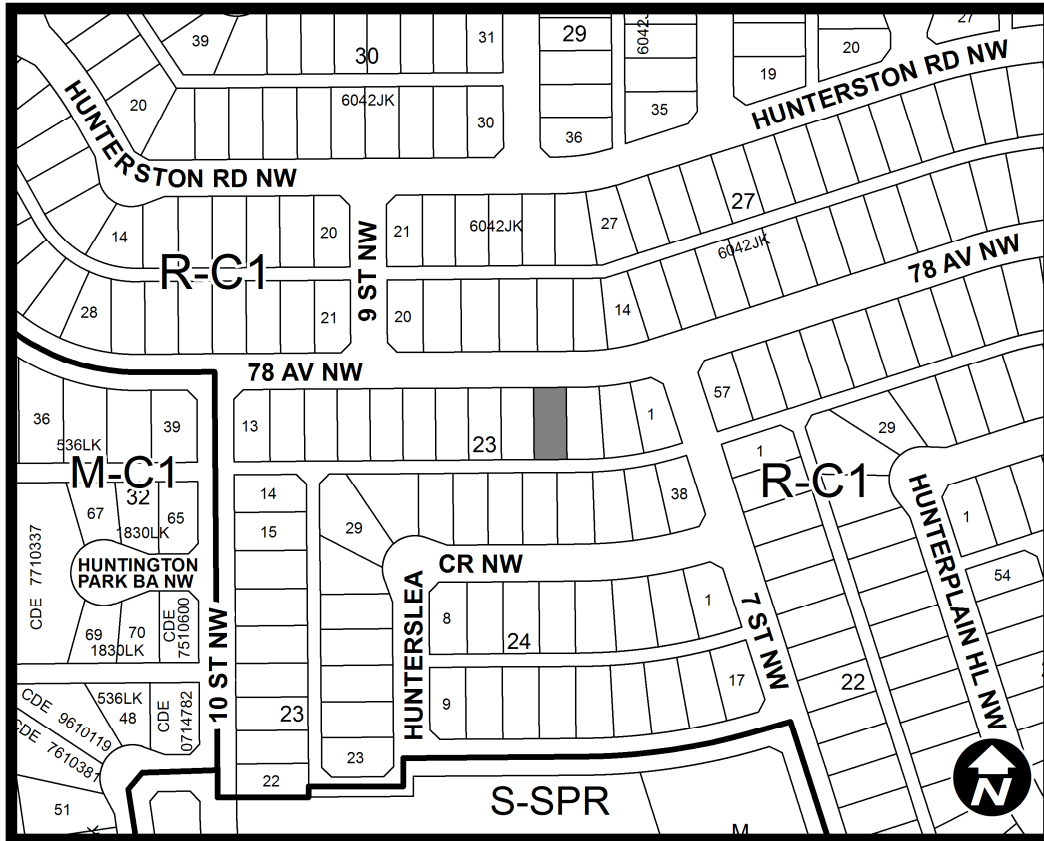 39
30
31
29
6042J
27
20
19
20
6042JK
30
36
35
HUNTERSTON RD NW
HUNTERSTON RD NW
14
20
21
6042JK
27
27
6042JK
R-C1
9 ST NW
78 AV NW
28
21
20
14
78 AV NW
36
536LK
39
13
23
1
57
29
1
M-C1
32
67
65
1830LK
14
15
29
38
R-C1
HUNTINGTON
PARK BA NW
CDE 7710337
CDE
7510600
69
70
1830LK
10 ST NW
CR NW
HUNTERSLEA
8
1
24
9
17
7 ST NW
22
HUNTERPLAIN HL NW
1
54
536LK
48
CDE
0714782
CDE 9610119
CDE 7610381
51
23
23
22
S-SPR
M
N